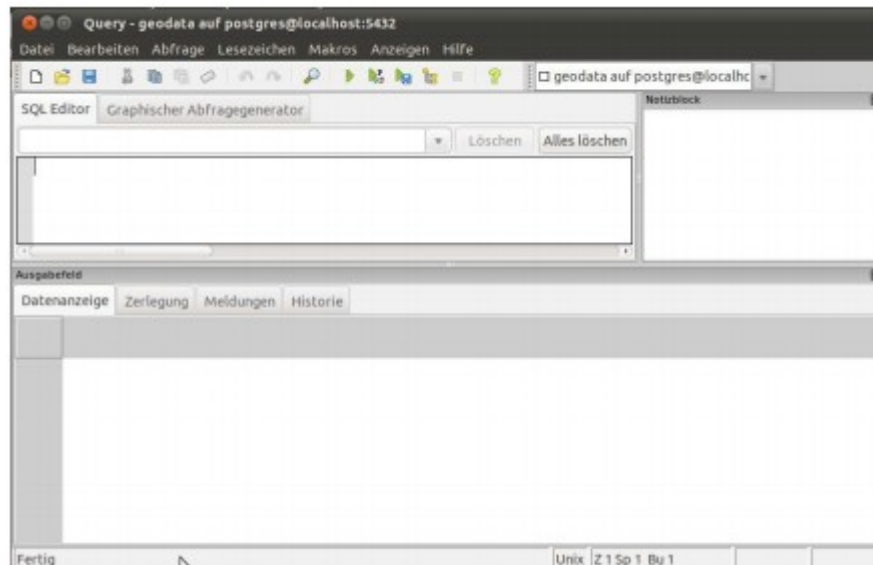 Query - geodata auf postgres@localhost:5432
Datei Bearbeiten Abfrage Lesezeichen Makros Anzeigen Hilfe
geodata auf postgres@localhc
SQL Editor Graphischer Abfragegenerator
Notizblock
Löschen Alles löschen
Ausgabefeld
Datenanzeige Zerlegung Meldungen Historie
Fertig Unix Z 1 Sp 1 Bu 1